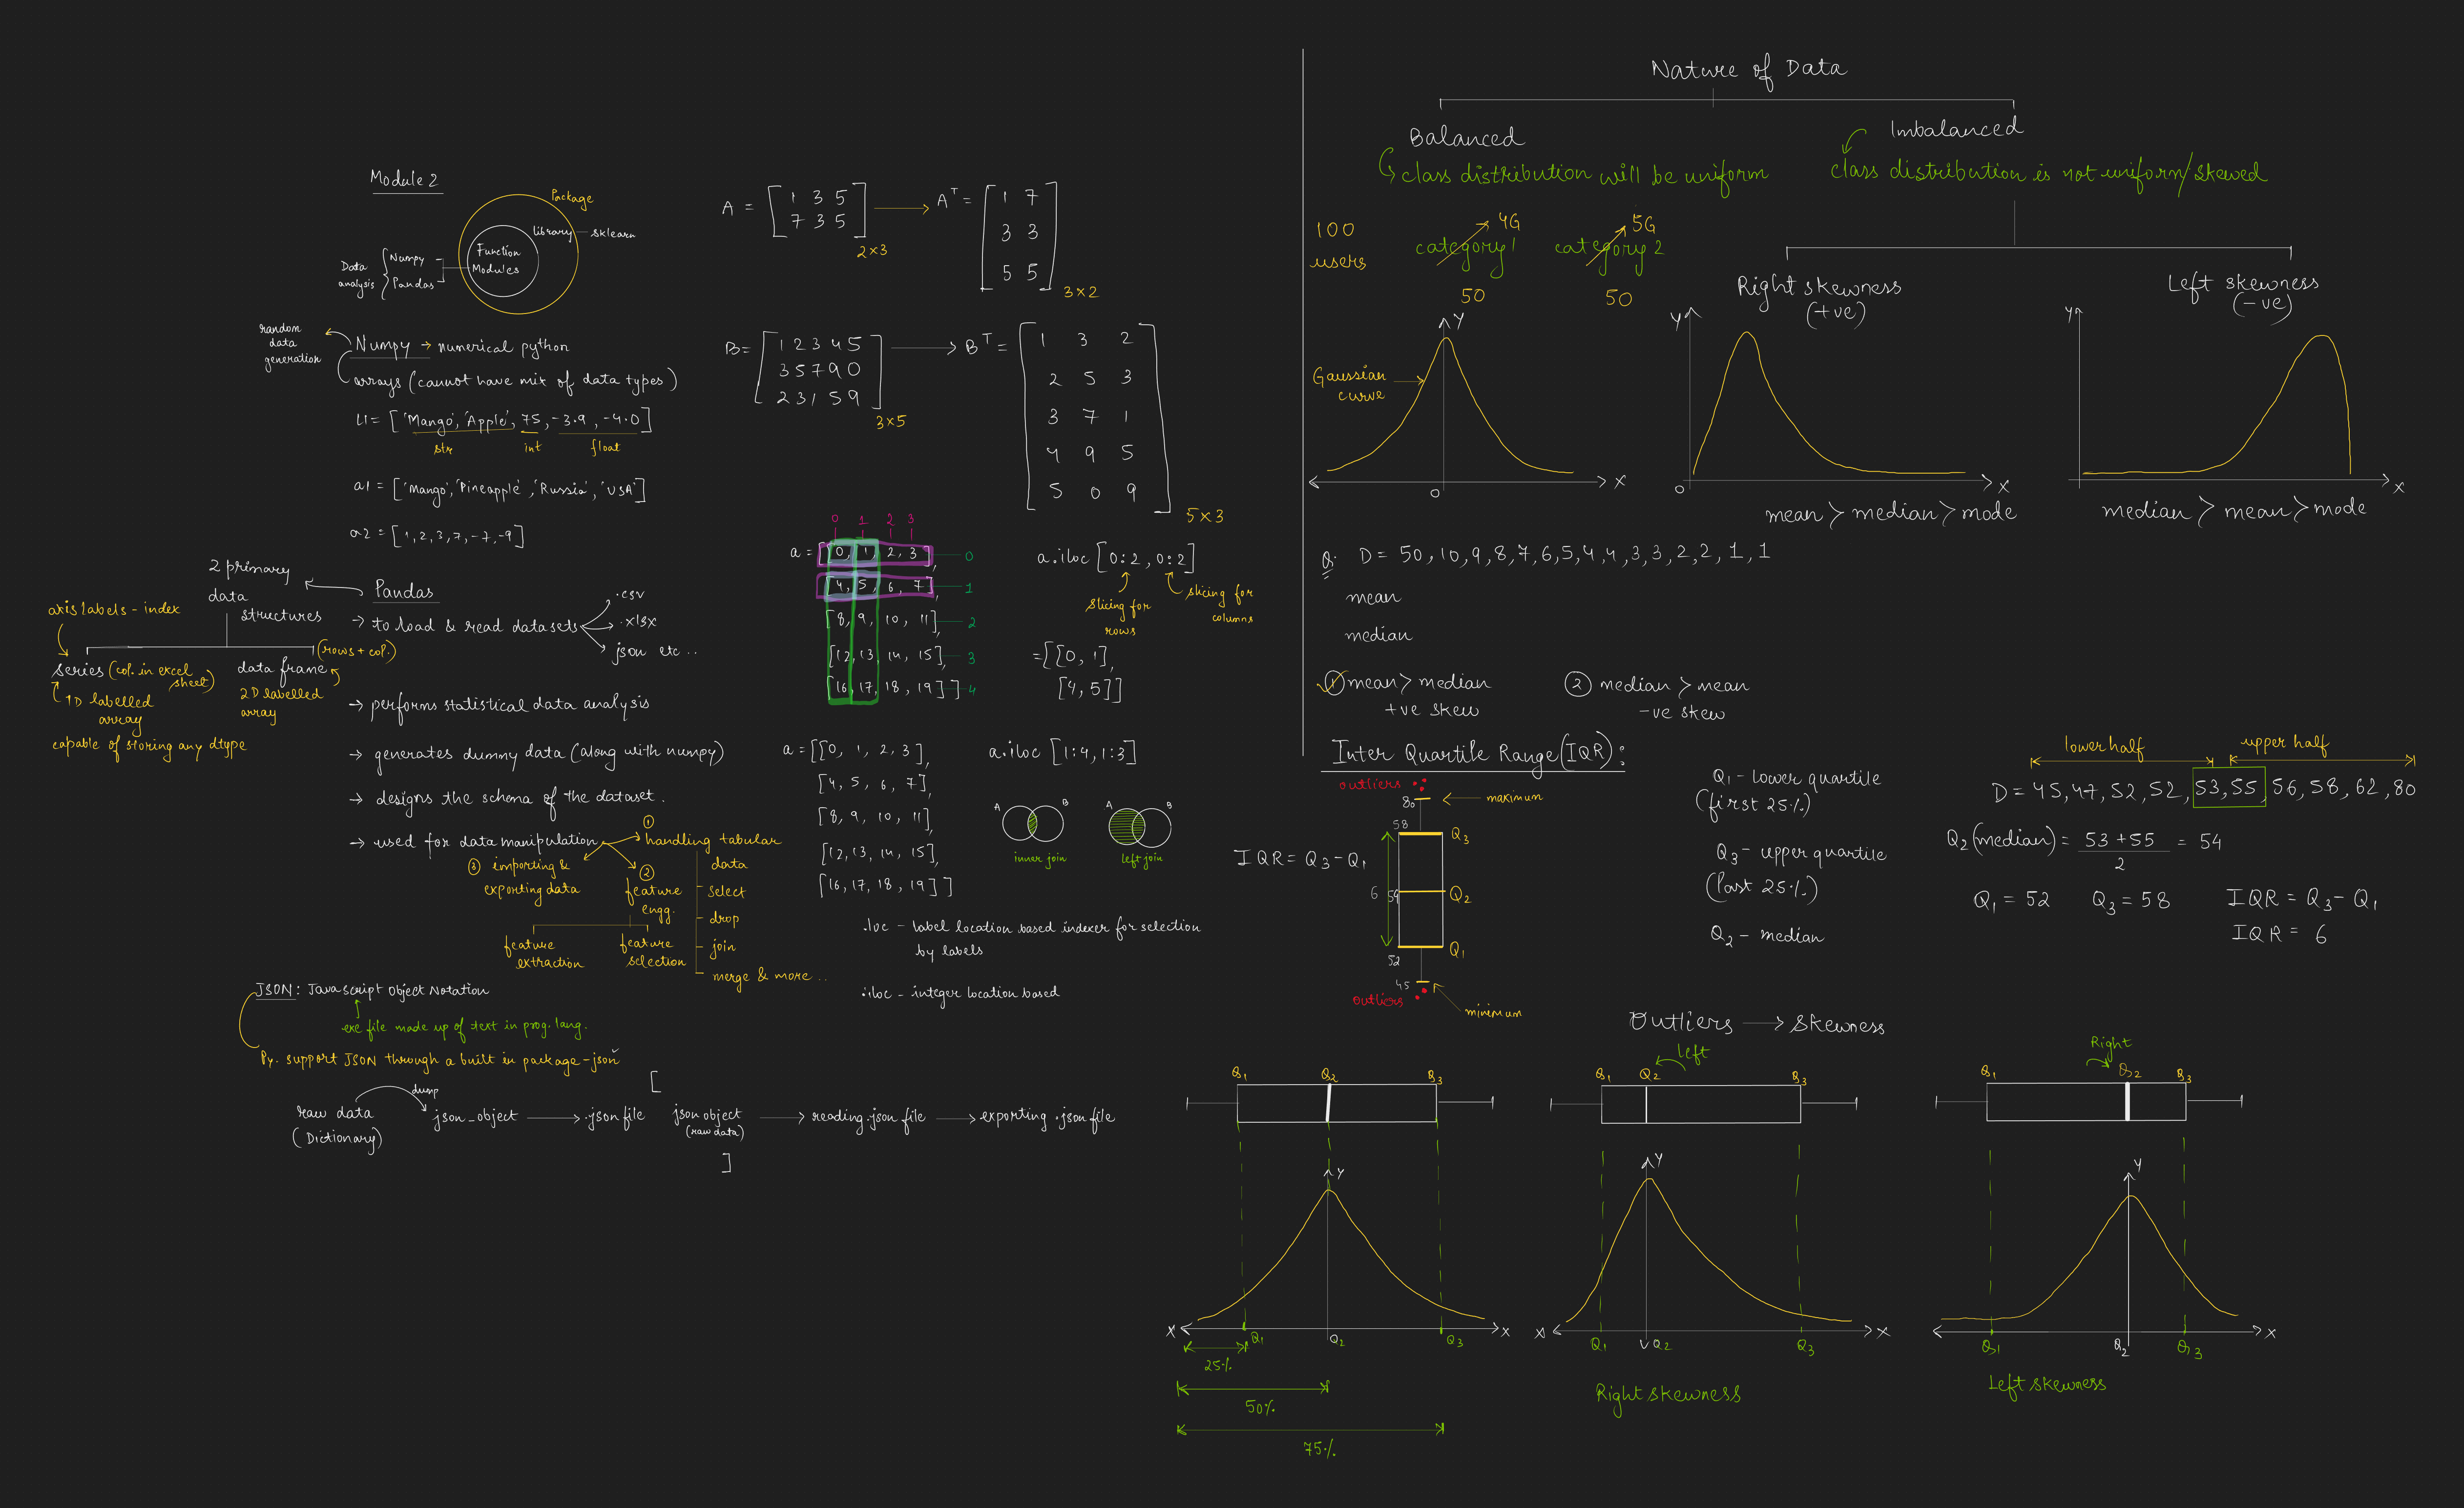 Module 2
Package
Library - sklearn
Function
Modules
Data
analysis
Numpy
Pandas
random
data
generation
Numpy → numerical python
arrays (cannot have mix of data types)
L1 = ['Mango', 'Apple', 75, -3.9, -4.0]
str int float
a1 = ['Mango', 'Pineapple', 'Russia', 'USA']
a2 = [1, 2, 3, 7, -7, -9]
2 primary
data
structures
axis labels - index
series (col. in excel
sheet)
1D labelled
array
capable of storing any dtype
data frame
(rows + col.)
2D labelled
array
Pandas
→ to load & read datasets
.csv
.xlsx
json etc..
→ performs statistical data analysis
→ generates dummy data (along with numpy)
→ designs the schema of the dataset.
→ used for data manipulation
① handling tabular
data
select
drop
join
merge & more ..
② feature
engg.
feature
extraction
feature
selection
③ importing &
exporting data
JSON : Javascript Object Notation
exe file made up of text in prog. lang.
Py. support JSON through a built in package - json
raw data
(Dictionary)
dump
json_object → .json file
[
json object
(raw data)
]
→ reading .json file → exporting .json file
A = [ 1 3 5
7 3 5 ] 2×3
→ Aᵀ = [ 1 7
3 3
5 5 ] 3×2
B = [ 1 2 3 4 5
3 5 7 9 0
2 3 1 5 9 ] 3×5
→ Bᵀ = [ 1 3 2
2 5 3
3 7 1
4 9 5
5 0 9 ] 5×3
0 1 2 3
a = [[0, 1, 2, 3], 0
[4, 5, 6, 7], 1
[8, 9, 10, 11], 2
[12, 13, 14, 15], 3
[16, 17, 18, 19]] 4
a.iloc [0:2, 0:2]
slicing for
rows
slicing for
columns
= [[0, 1],
[4, 5]]
a = [[0, 1, 2, 3],
[4, 5, 6, 7],
[8, 9, 10, 11],
[12, 13, 14, 15],
[16, 17, 18, 19]]
a.iloc [1:4, 1:3]
A B
inner join
A B
left join
.loc - label location based indexer for selection
by labels
.iloc - integer location based
Nature of Data
Balanced
class distribution will be uniform
Imbalanced
class distribution is not uniform/skewed
100
users
category 1 4G
50
category 2 5G
50
Gaussian
curve
Y
0
X
Right skewness
(+ve)
Y
0
X
mean > median > mode
Left skewness
(-ve)
Y
X
median > mean > mode
Q: D = 50, 10, 9, 8, 7, 6, 5, 4, 4, 3, 3, 2, 2, 1, 1
mean
median
① mean > median
+ve skew
② median > mean
-ve skew
Inter Quartile Range (IQR) :
outliers
80 maximum
58 Q3
IQR = Q3 - Q1
6 54 Q2
52 Q1
45
minimum
outliers
Q1 - lower quartile
(first 25%)
Q3 - upper quartile
(last 25%)
Q2 - median
lower half upper half
D = 45, 47, 52, 52, 53, 55, 56, 58, 62, 80
Q2 (median) = 53 + 55 / 2 = 54
Q1 = 52 Q3 = 58 IQR = Q3 - Q1
IQR = 6
Outliers → skewness
Q1 Q2 Q3
Y
X X
Q1 Q2 Q3
25%
50%
75%
left
Q1 Q2 Q3
Y
X X
Q1 Q2 Q3
Right skewness
Right
Q1 Q2 Q3
Y
X
Q1 Q2 Q3
Left skewness